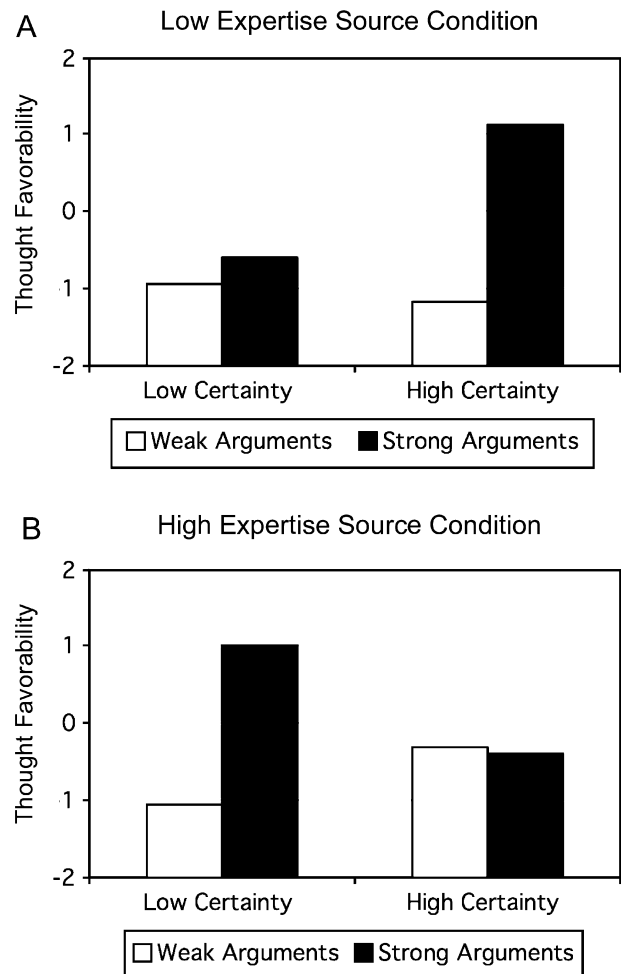 A
Low Expertise Source Condition
Thought Favorability
2
1
0
-1
-2
Low Certainty High Certainty
Weak Arguments Strong Arguments
B
High Expertise Source Condition
Thought Favorability
2
1
0
-1
-2
Low Certainty High Certainty
Weak Arguments Strong Arguments